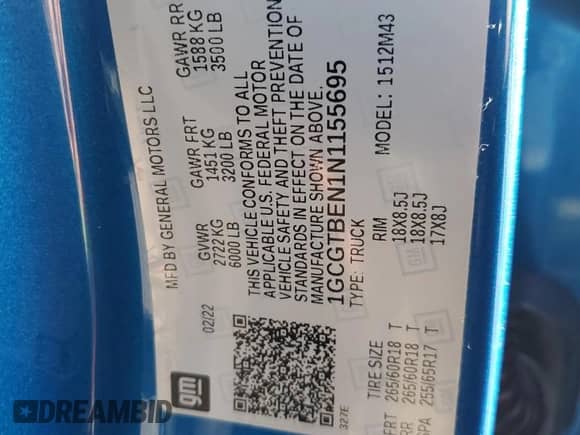 MFD BY GENERAL MOTORS LLC
02/22
GVWR
2722 KG
6000 LB
GAWR FRT
1451 KG
3200 LB
GAWR RR
1588 KG
3500 LB
THIS VEHICLE CONFORMS TO ALL
APPLICABLE U.S. FEDERAL MOTOR
VEHICLE SAFETY AND THEFT PREVENTION
STANDARDS IN EFFECT ON THE DATE OF
MANUFACTURE SHOWN ABOVE.
1GCGTBEN1N1155695
TYPE: TRUCK
MODEL: 1512M43
gm
327E
TIRE SIZE
RIM
FRT 265/60R18 T 18X8.5J
RR 265/60R18 T 18X8.5J
SPA 255/65R17 T 17X8J
DREAMBID